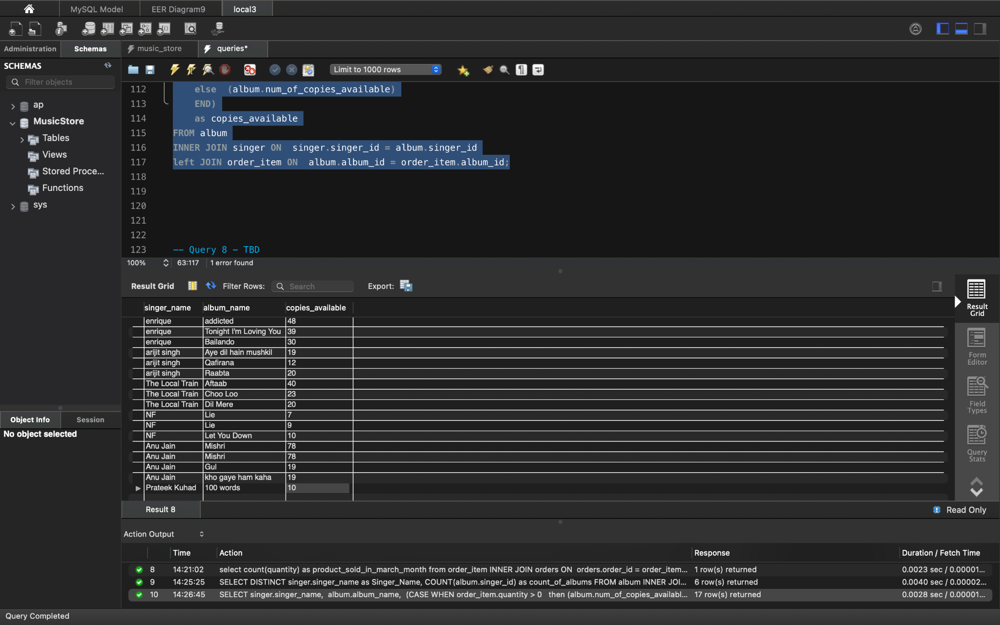 MySQL Model EER Diagram9 local3
Administration Schemas music_store queries*
SCHEMAS
Filter objects
Limit to 1000 rows
ap
MusicStore
Tables
Views
Stored Proce...
Functions
sys
112 else (album.num_of_copies_available)
113 END)
114 as copies_available
115 FROM album
116 INNER JOIN singer ON singer.singer_id = album.singer_id
117 left JOIN order_item ON album.album_id = order_item.album_id;
118
119
120
121
122
123 -- Query 8 - TBD
100% 63:117 1 error found
Result Grid Filter Rows: Search Export:
singer_name album_name copies_available
enrique addicted 48
enrique Tonight I'm Loving You 39
enrique Bailando 30
arijit singh Aye dil hain mushkil 19
arijit singh Qafirana 12
arijit singh Raabta 20
The Local Train Aftaab 40
The Local Train Choo Loo 23
The Local Train Dil Mere 20
NF Lie 7
NF Lie 9
NF Let You Down 10
Anu Jain Mishri 78
Anu Jain Mishri 78
Anu Jain Gul 19
Anu Jain kho gaye ham kaha 19
Prateek Kuhad 100 words 10
Result
Grid
Form
Editor
Field
Types
Query
Stats
Object Info Session
No object selected
Result 8 Read Only
Action Output
Time Action Response Duration / Fetch Time
8 14:21:02 select count(quantity) as product_sold_in_march_month from order_item INNER JOIN orders ON orders.order_id = order_item... 1 row(s) returned 0.0023 sec / 0.00001...
9 14:25:25 SELECT DISTINCT singer.singer_name as Singer_Name, COUNT(album.singer_id) as count_of_albums FROM album INNER JOI... 6 row(s) returned 0.0040 sec / 0.00002...
10 14:26:45 SELECT singer.singer_name, album.album_name, (CASE WHEN order_item.quantity > 0 then (album.num_of_copies_availabl... 17 row(s) returned 0.0028 sec / 0.00001...
Query Completed